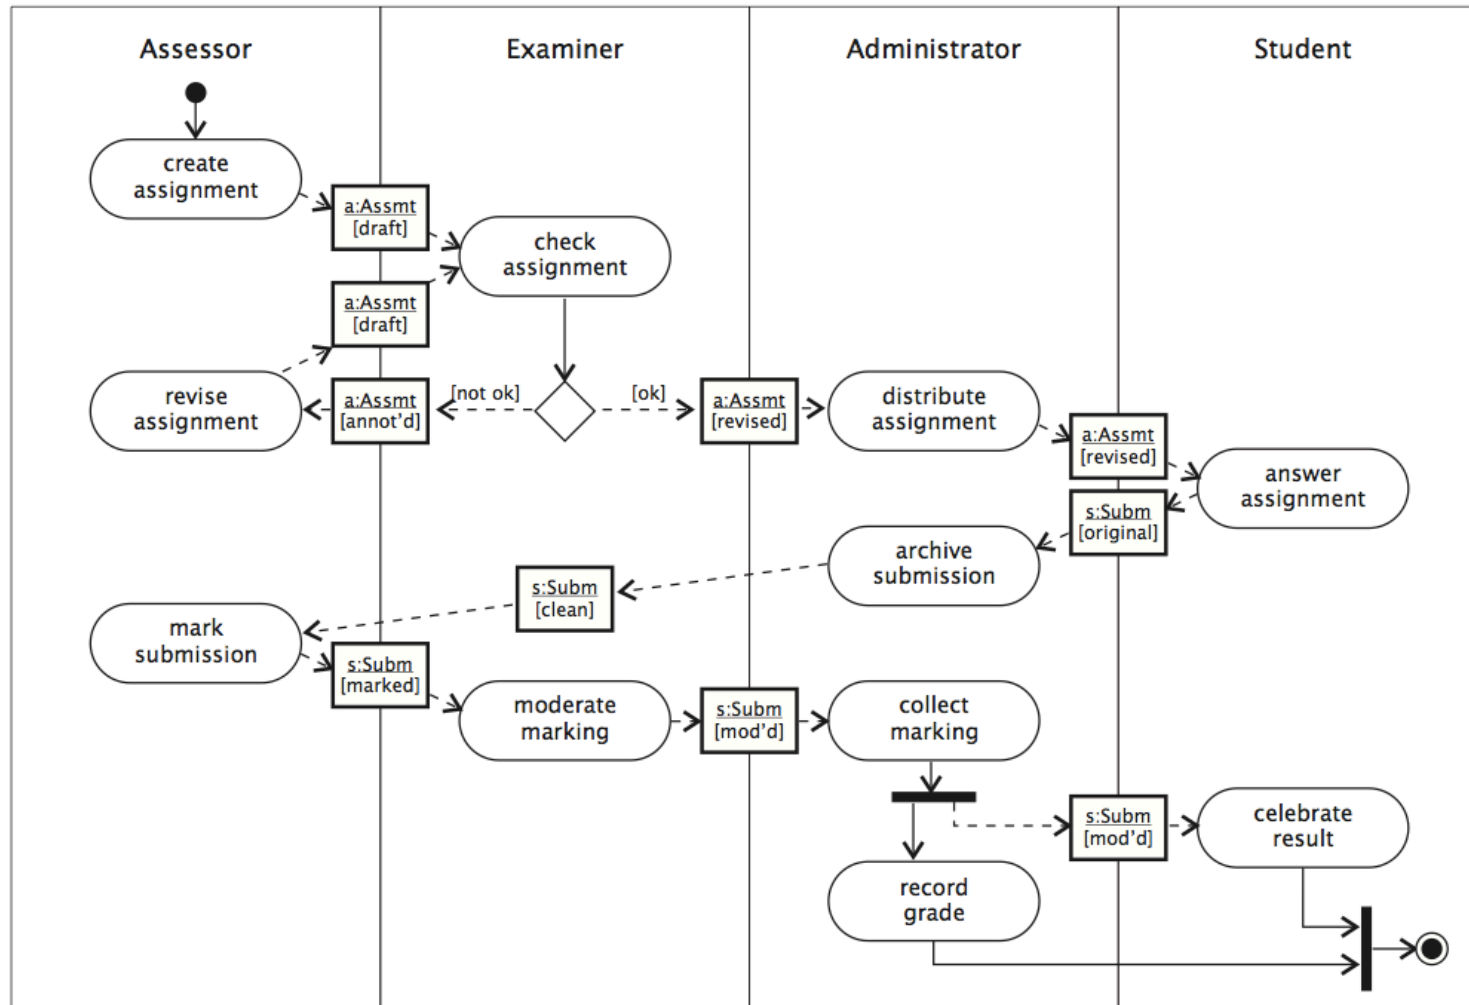 Assessor
Examiner
Administrator
Student
create
assignment
a:Assmt
[draft]
check
assignment
a:Assmt
[draft]
revise
assignment
a:Assmt
[annot'd]
[not ok]
[ok]
a:Assmt
[revised]
distribute
assignment
a:Assmt
[revised]
answer
assignment
s:Subm
[original]
archive
submission
s:Subm
[clean]
mark
submission
s:Subm
[marked]
moderate
marking
s:Subm
[mod'd]
collect
marking
s:Subm
[mod'd]
celebrate
result
record
grade